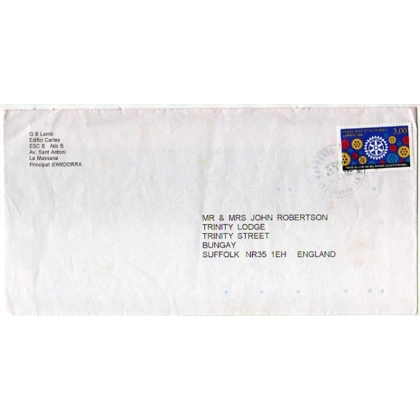 G B Lamb
Edifici Carles
ESC B Atic B
Av. Sant Antoni
La Massana
Principat d'ANDORRA
3,00
MR & MRS JOHN ROBERTSON
TRINITY LODGE
TRINITY STREET
BUNGAY
SUFFOLK NR35 1EH ENGLAND